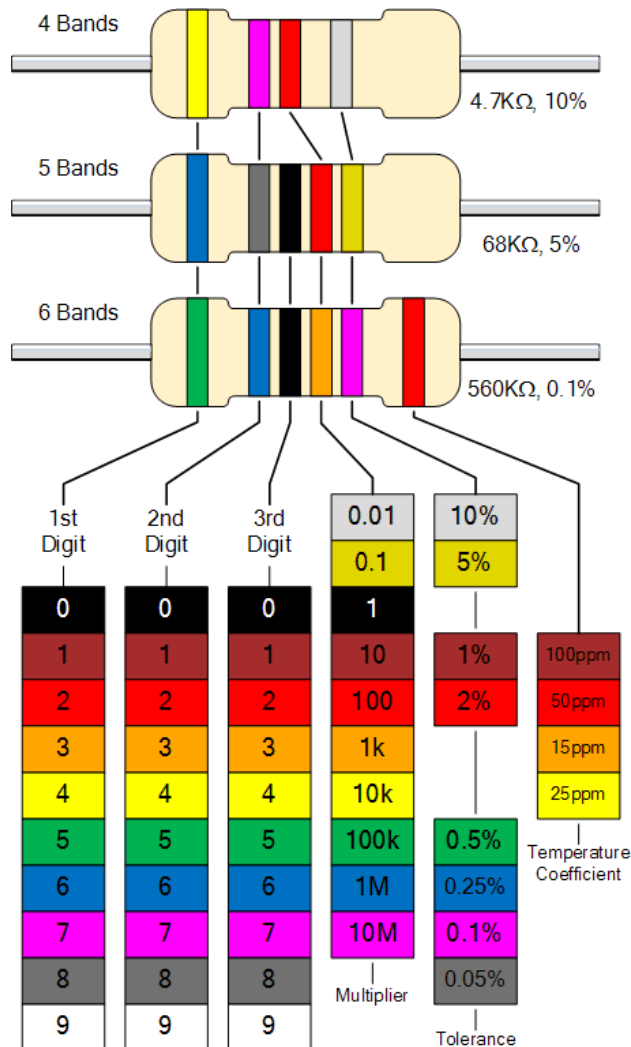 4 Bands
4.7KΩ, 10%
5 Bands
68KΩ, 5%
6 Bands
560KΩ, 0.1%
1st
Digit
2nd
Digit
3rd
Digit
0.01 10%
0.1 5%
0 0 0 1
1 1 1 10 1% 100ppm
2 2 2 100 2% 50ppm
3 3 3 1k 15ppm
4 4 4 10k 25ppm
5 5 5 100k 0.5%
Temperature
Coefficient
6 6 6 1M 0.25%
7 7 7 10M 0.1%
8 8 8 0.05%
Multiplier
9 9 9
Tolerance